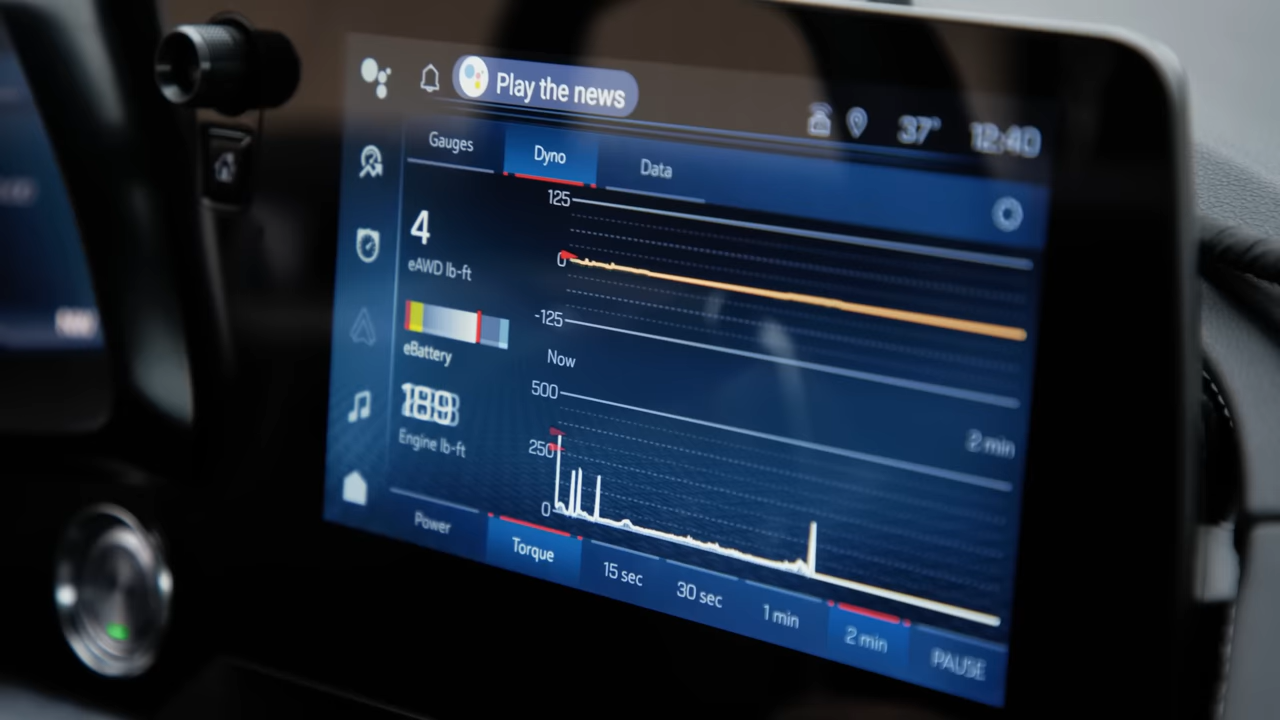 Play the news
37° 12:40
Gauges Dyno Data
4
eAWD lb-ft
eBattery
Engine lb-ft
125
0
-125
Now
2 min
500
250
0
Power Torque 15 sec 30 sec 1 min 2 min PAUSE